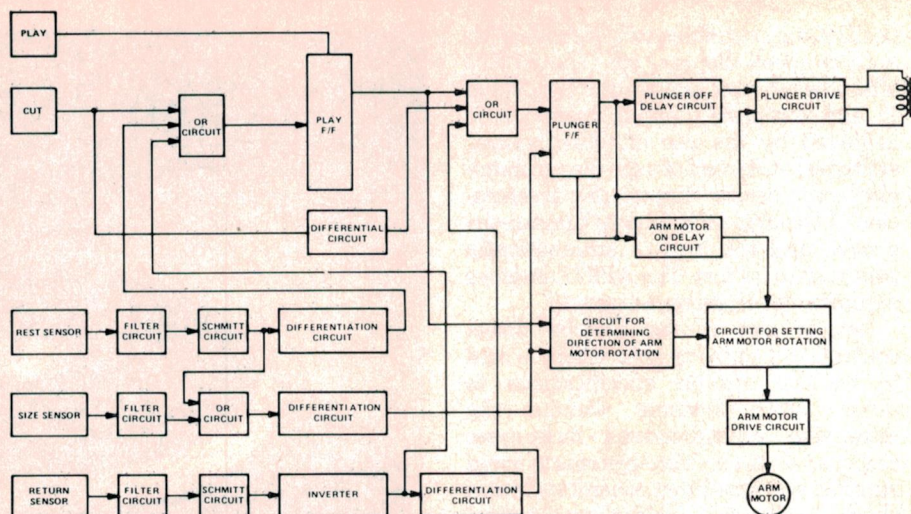 PLAY
CUT
OR
CIRCUIT
PLAY
F/F
DIFFERENTIAL
CIRCUIT
OR
CIRCUIT
PLUNGER
F/F
PLUNGER OFF
DELAY CIRCUIT
PLUNGER DRIVE
CIRCUIT
ARM MOTOR
ON DELAY
CIRCUIT
REST SENSOR
FILTER
CIRCUIT
SCHMITT
CIRCUIT
DIFFERENTIATION
CIRCUIT
CIRCUIT FOR
DETERMINING
DIRECTION OF ARM
MOTOR ROTATION
CIRCUIT FOR SETTING
ARM MOTOR ROTATION
SIZE SENSOR
FILTER
CIRCUIT
OR
CIRCUIT
DIFFERENTIATION
CIRCUIT
ARM MOTOR
DRIVE CIRCUIT
RETURN
SENSOR
FILTER
CIRCUIT
SCHMITT
CIRCUIT
INVERTER
DIFFERENTIATION
CIRCUIT
ARM
MOTOR